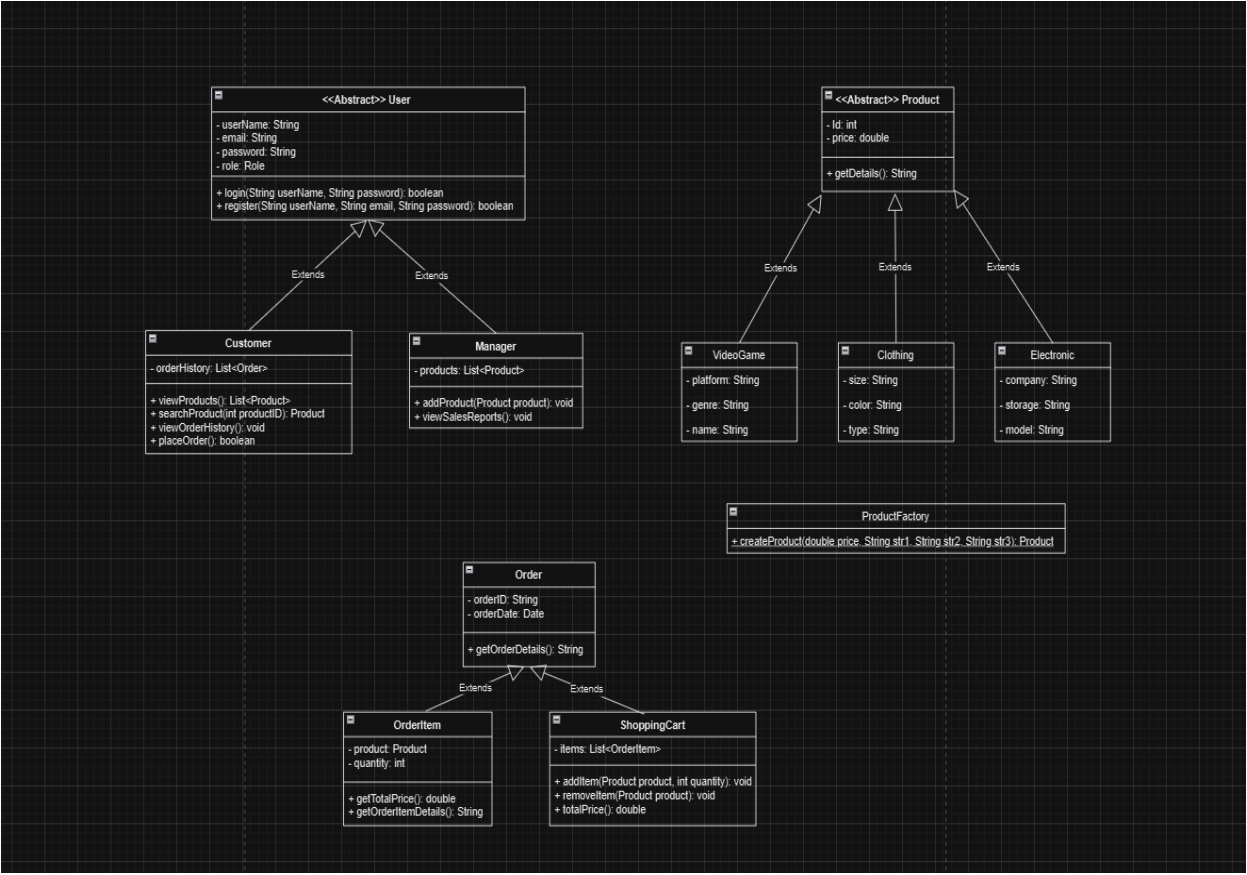 <<Abstract>> User
- userName: String
- email: String
- password: String
- role: Role
+ login(String userName, String password): boolean
+ register(String userName, String email, String password): boolean
<<Abstract>> Product
- Id: int
- price: double
+ getDetails(): String
Extends
Extends
Extends
Extends
Extends
Customer
- orderHistory: List<Order>
+ viewProducts(): List<Product>
+ searchProduct(int productID): Product
+ viewOrderHistory(): void
+ placeOrder(): boolean
Manager
- products: List<Product>
+ addProduct(Product product): void
+ viewSalesReports(): void
VideoGame
- platform: String
- genre: String
- name: String
Clothing
- size: String
- color: String
- type: String
Electronic
- company: String
- storage: String
- model: String
ProductFactory
+ createProduct(double price, String str1, String str2, String str3): Product
Order
- orderID: String
- orderDate: Date
+ getOrderDetails(): String
Extends
Extends
OrderItem
- product: Product
- quantity: int
+ getTotalPrice(): double
+ getOrderItemDetails(): String
ShoppingCart
- items: List<OrderItem>
+ addItem(Product product, int quantity): void
+ removeItem(Product product): void
+ totalPrice(): double